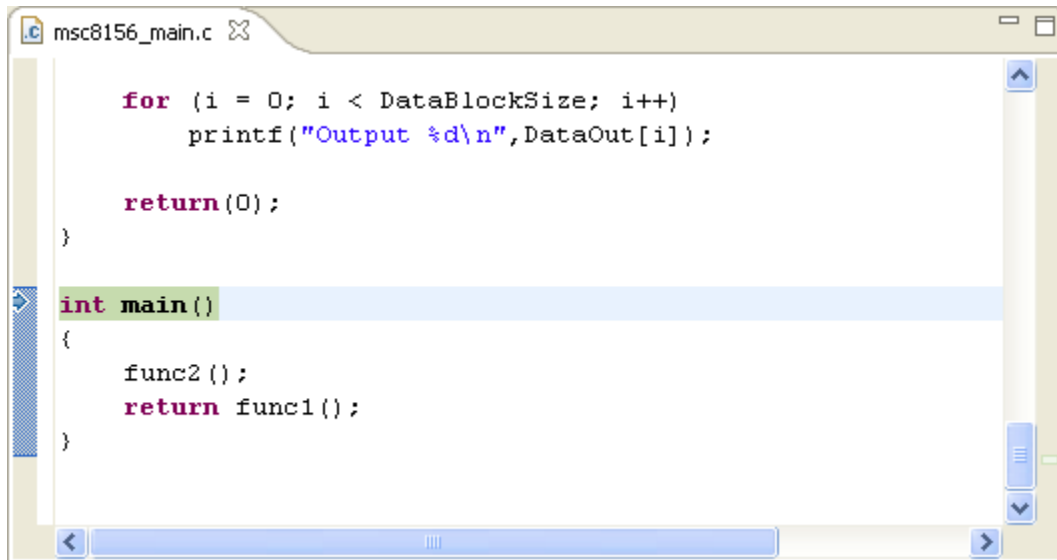 msc8156_main.c
for (i = 0; i < DataBlockSize; i++)
printf("Output %d\n",DataOut[i]);
return(0);
}
int main()
{
func2();
return func1();
}